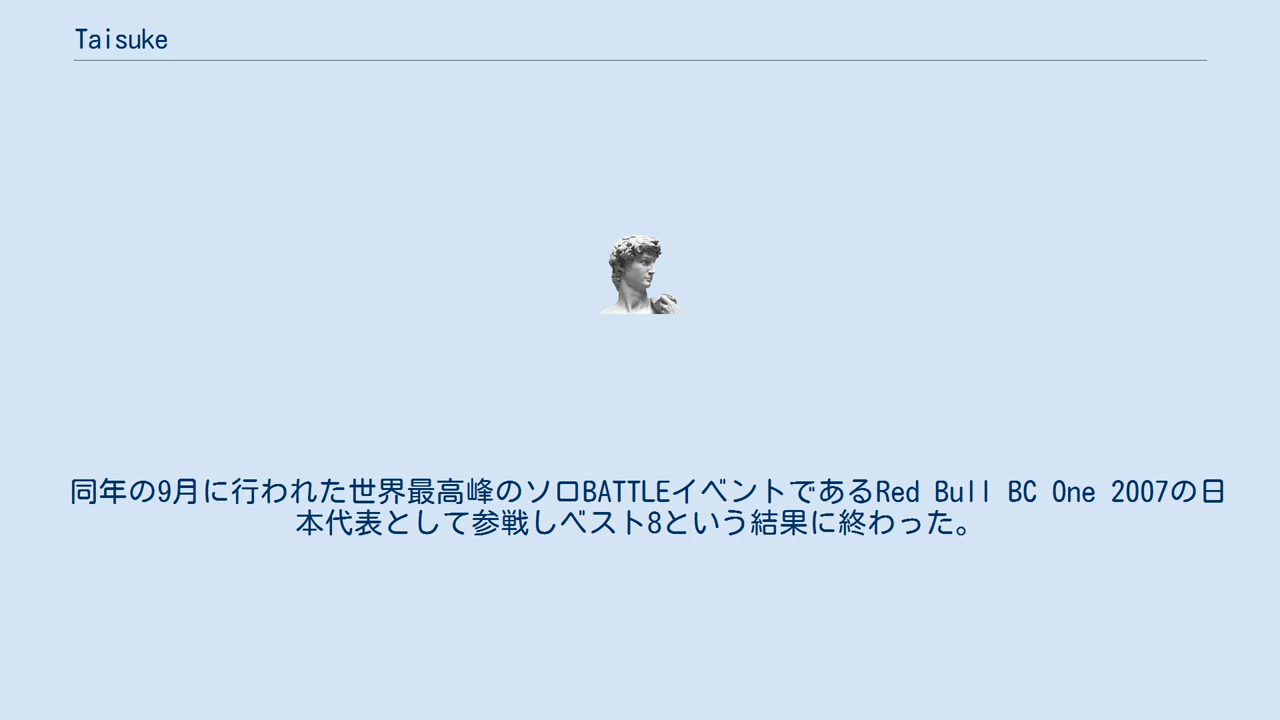 Taisuke
同年の9月に行われた世界最高峰のソロBATTLEイベントであるRed Bull BC One 2007の日
本代表として参戦しベスト8という結果に終わった。